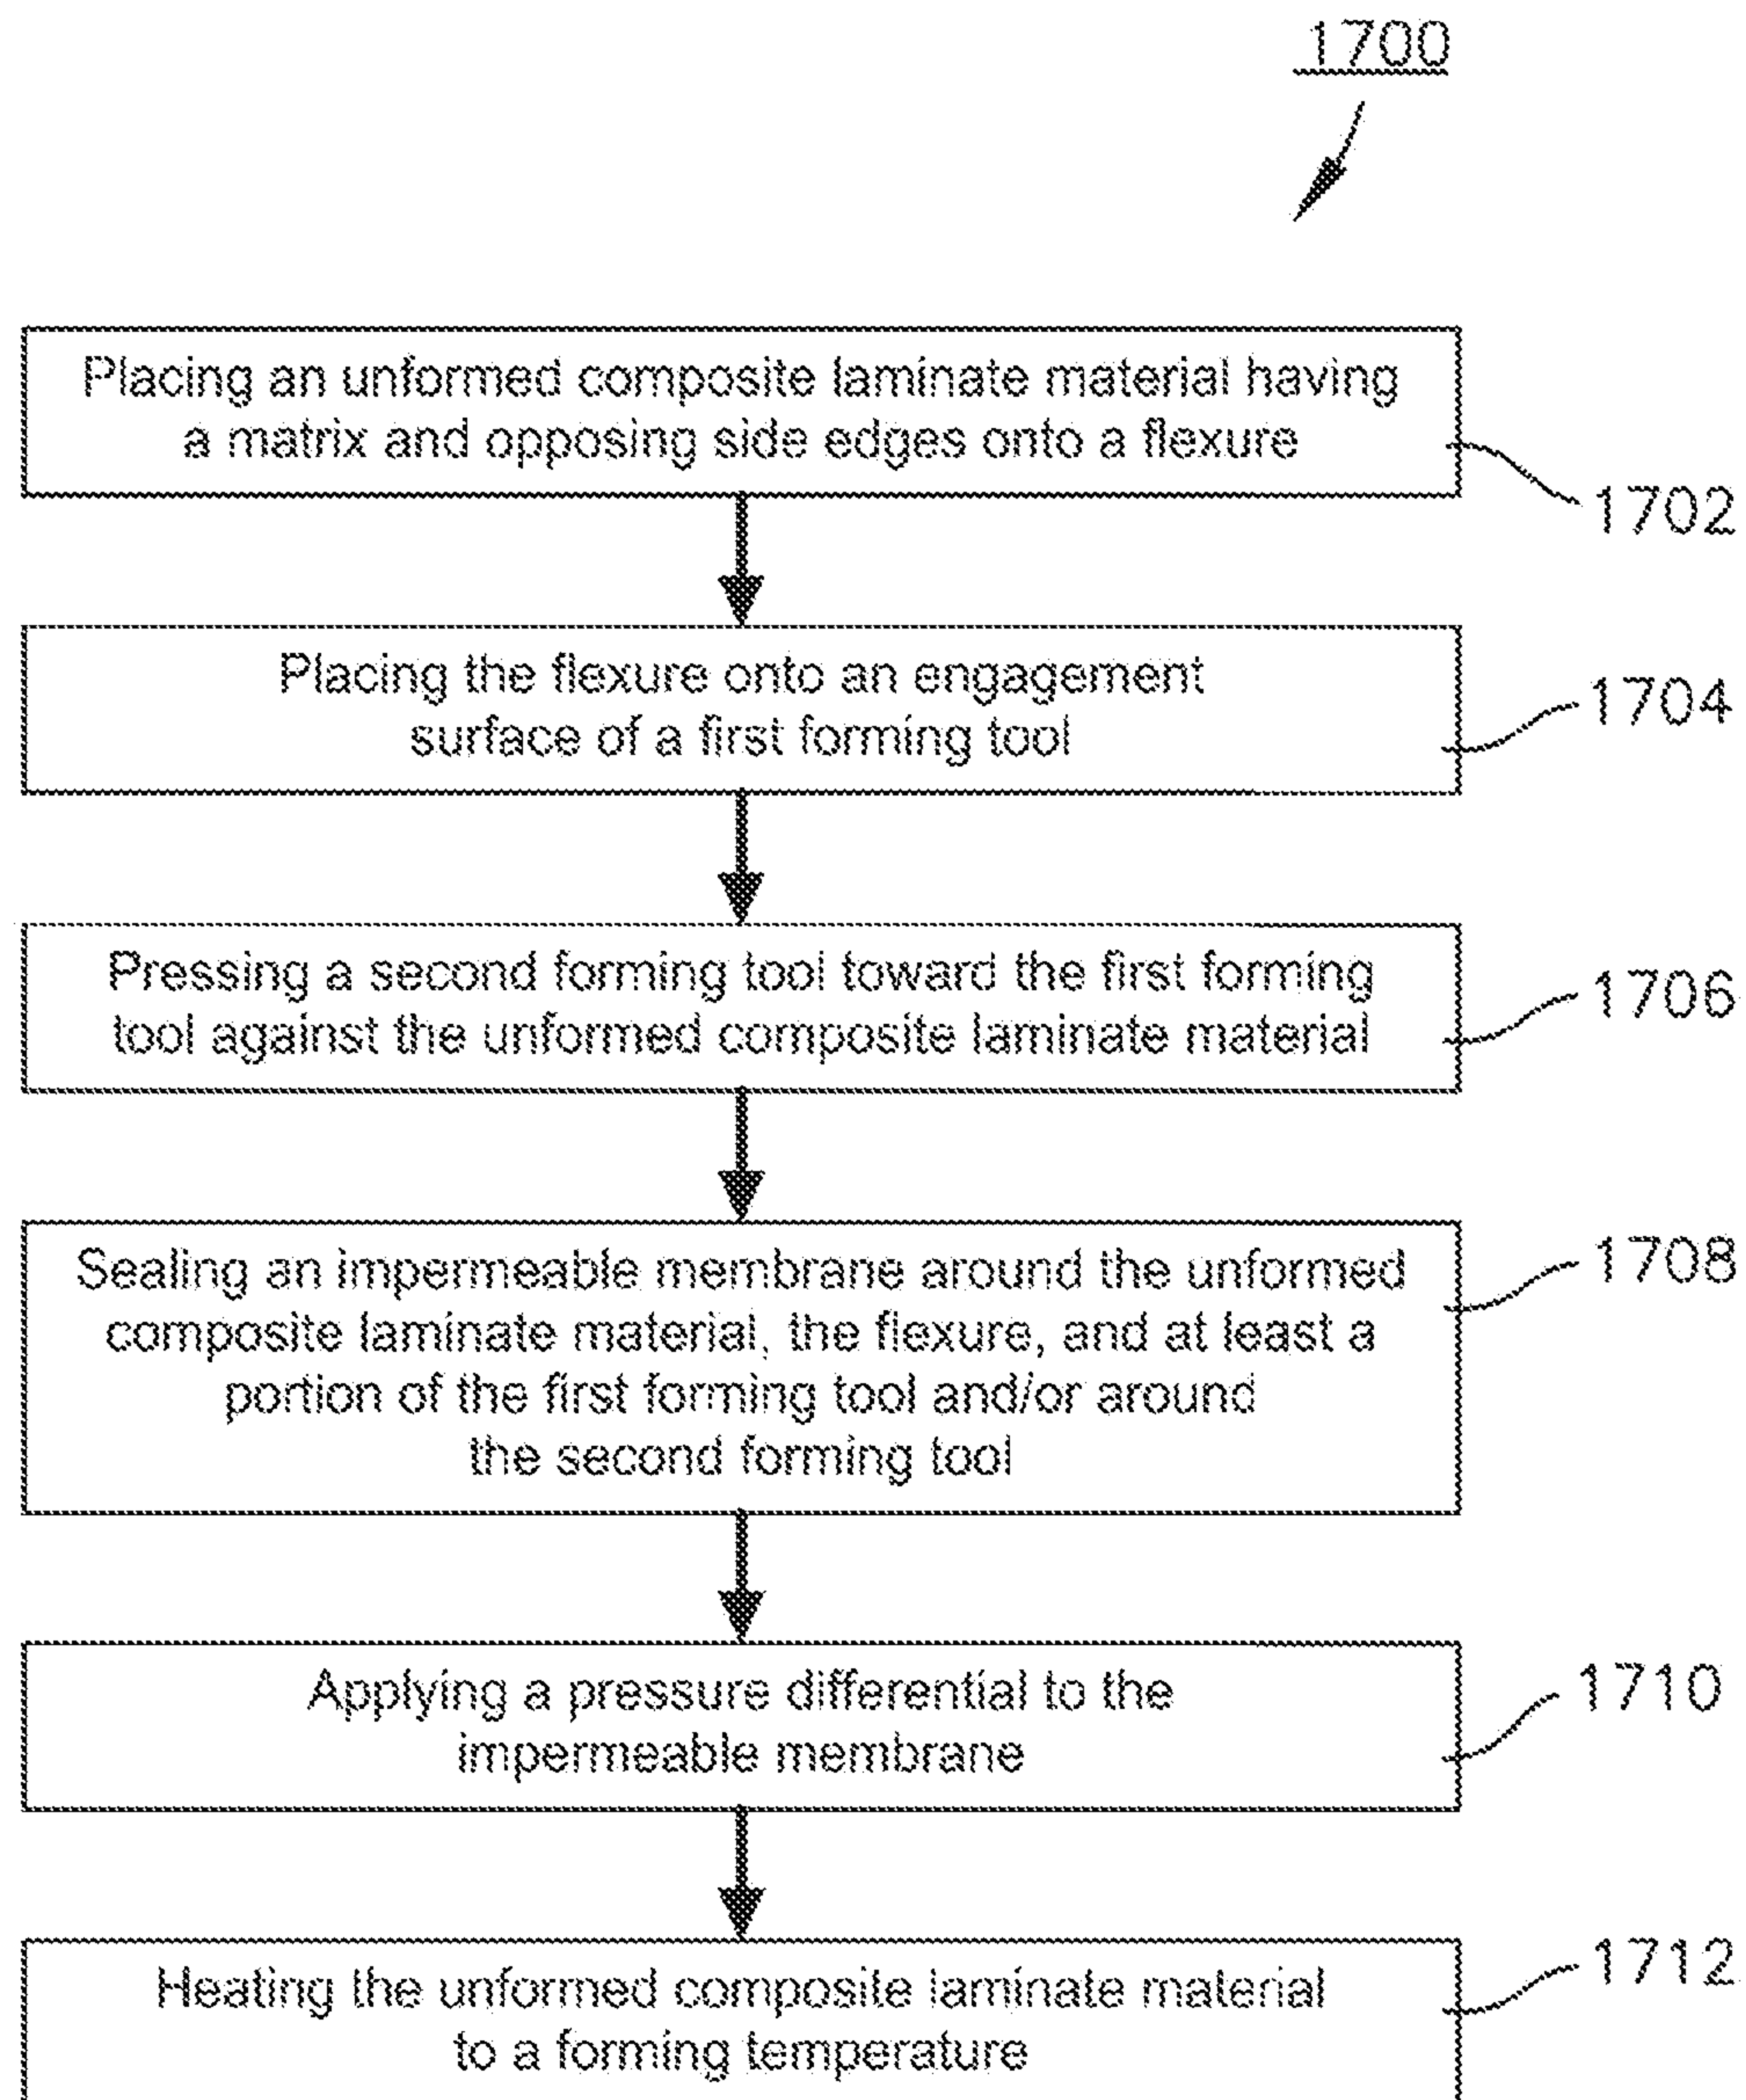 1700
Placing an unformed composite laminate material having
a matrix and opposing side edges onto a flexure
1702
Placing the flexure onto an engagement
surface of a first forming tool
1704
Pressing a second forming tool toward the first forming
tool against the unformed composite laminate material
1706
Sealing an impermeable membrane around the unformed
composite laminate material, the flexure, and at least a
portion of the first forming tool and/or around
the second forming tool
1708
Applying a pressure differential to the
impermeable membrane
1710
Heating the unformed composite laminate material
to a forming temperature
1712